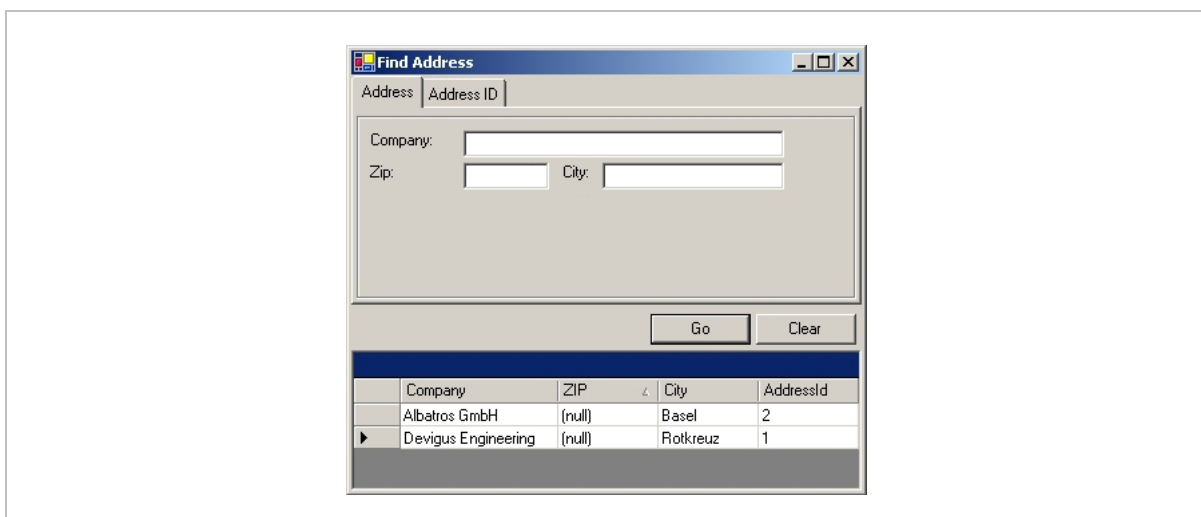 Find Address
Address Address ID
Company:
Zip: City:
Go Clear
Company ZIP City AddressId
Albatros GmbH (null) Basel 2
Devigus Engineering (null) Rotkreuz 1